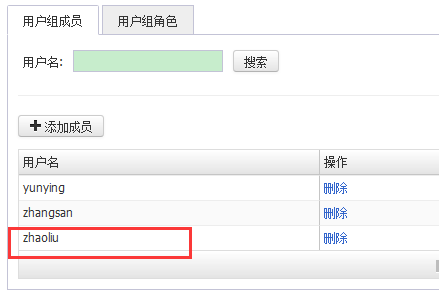 用户组成员 用户组角色
用户名: 搜索
添加成员
用户名 操作
yunying 删除
zhangsan 删除
zhaoliu 删除